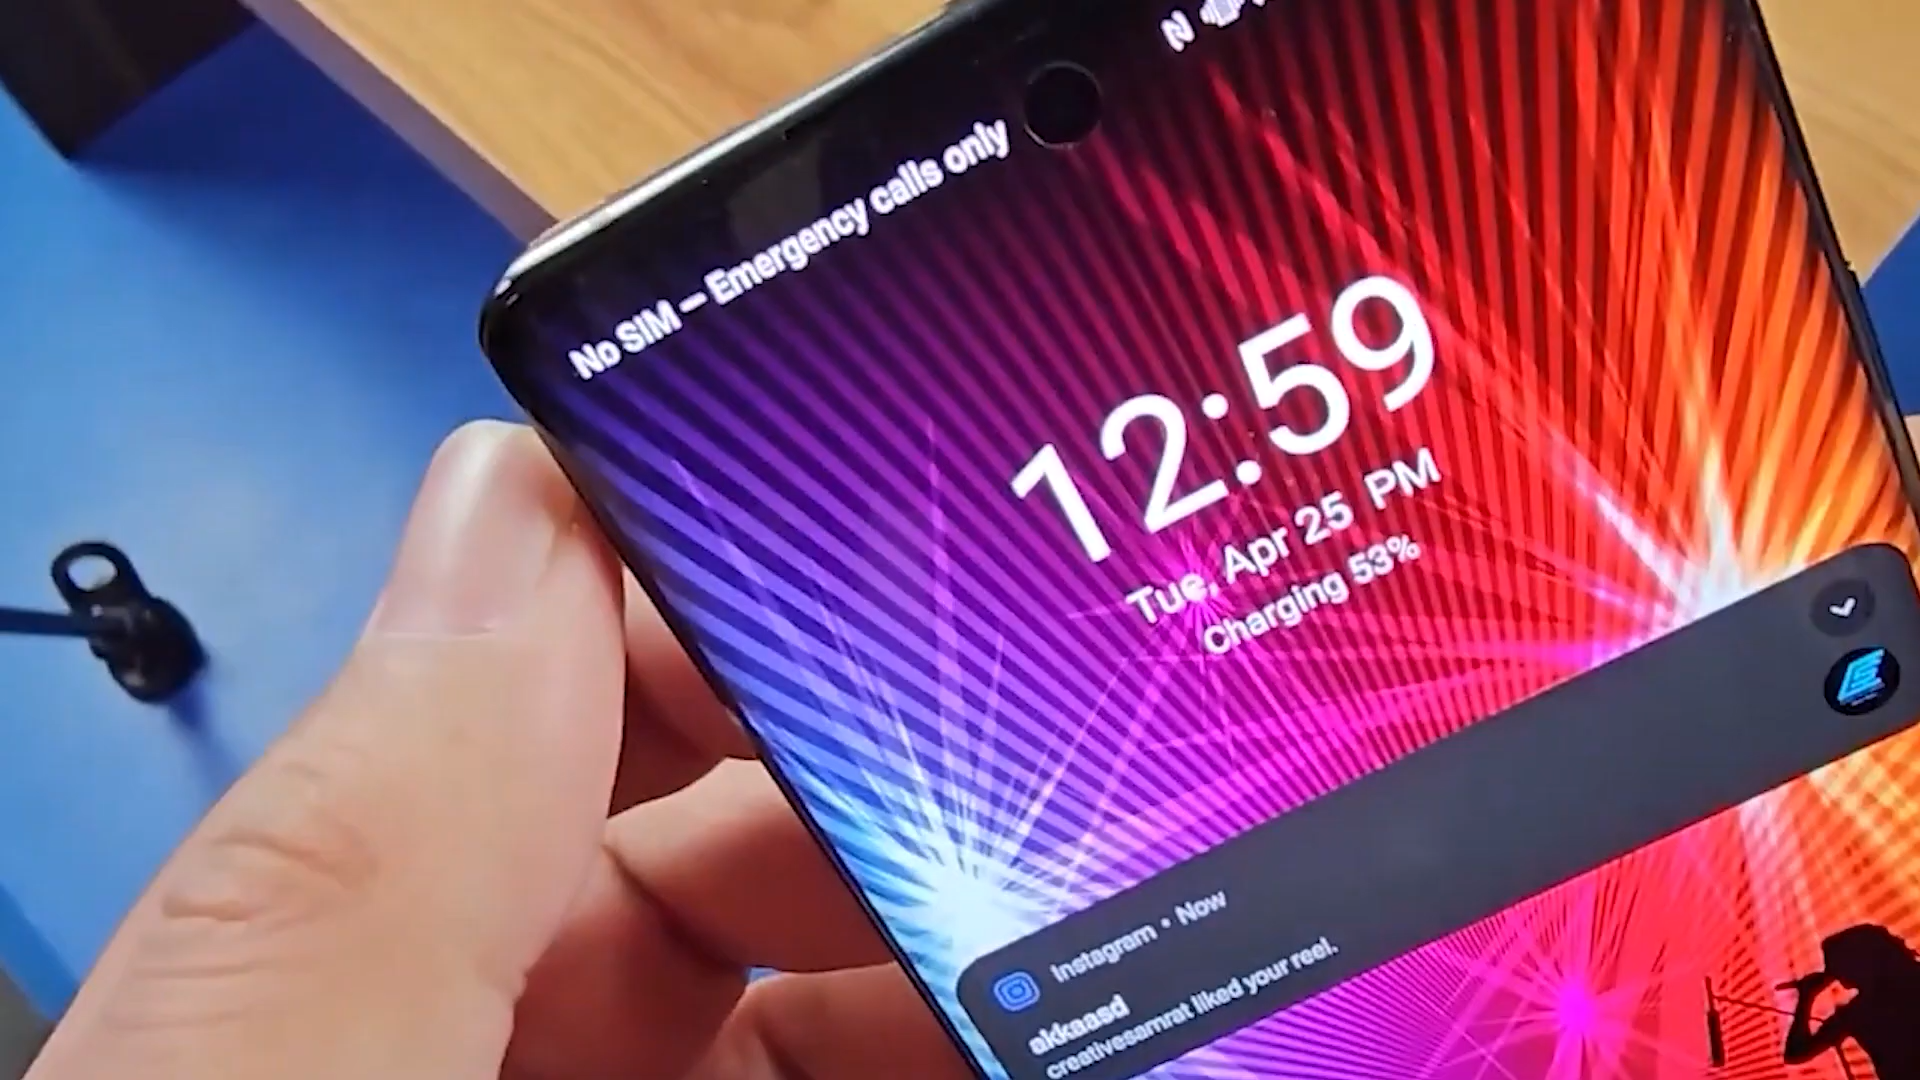 No SIM — Emergency calls only
12:59
Tue, Apr 25 PM
Charging 53%
Instagram • Now
akkaasd
creativesamrat liked your reel.